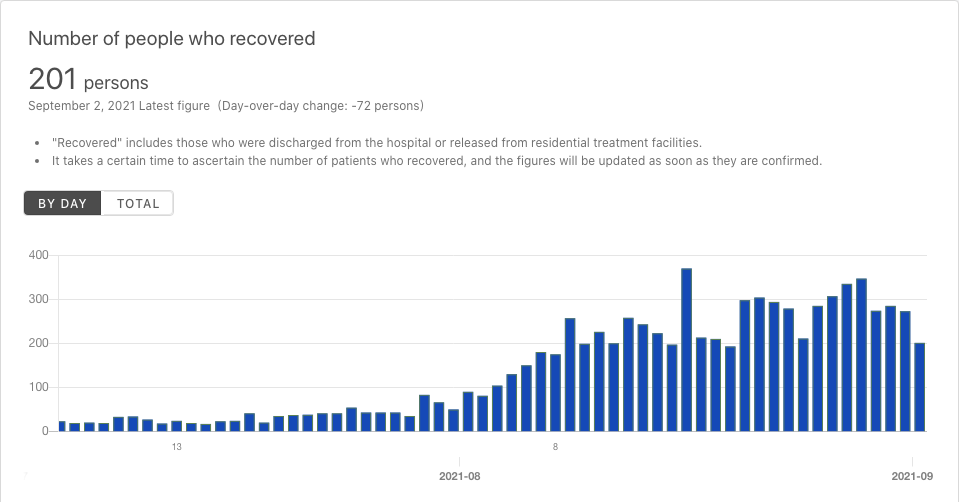 Number of people who recovered
201 persons
September 2, 2021 Latest figure (Day-over-day change: -72 persons)
• "Recovered" includes those who were discharged from the hospital or released from residential treatment facilities.
• It takes a certain time to ascertain the number of patients who recovered, and the figures will be updated as soon as they are confirmed.
BY DAY TOTAL
400
300
200
100
0
13 8
2021-08 2021-09